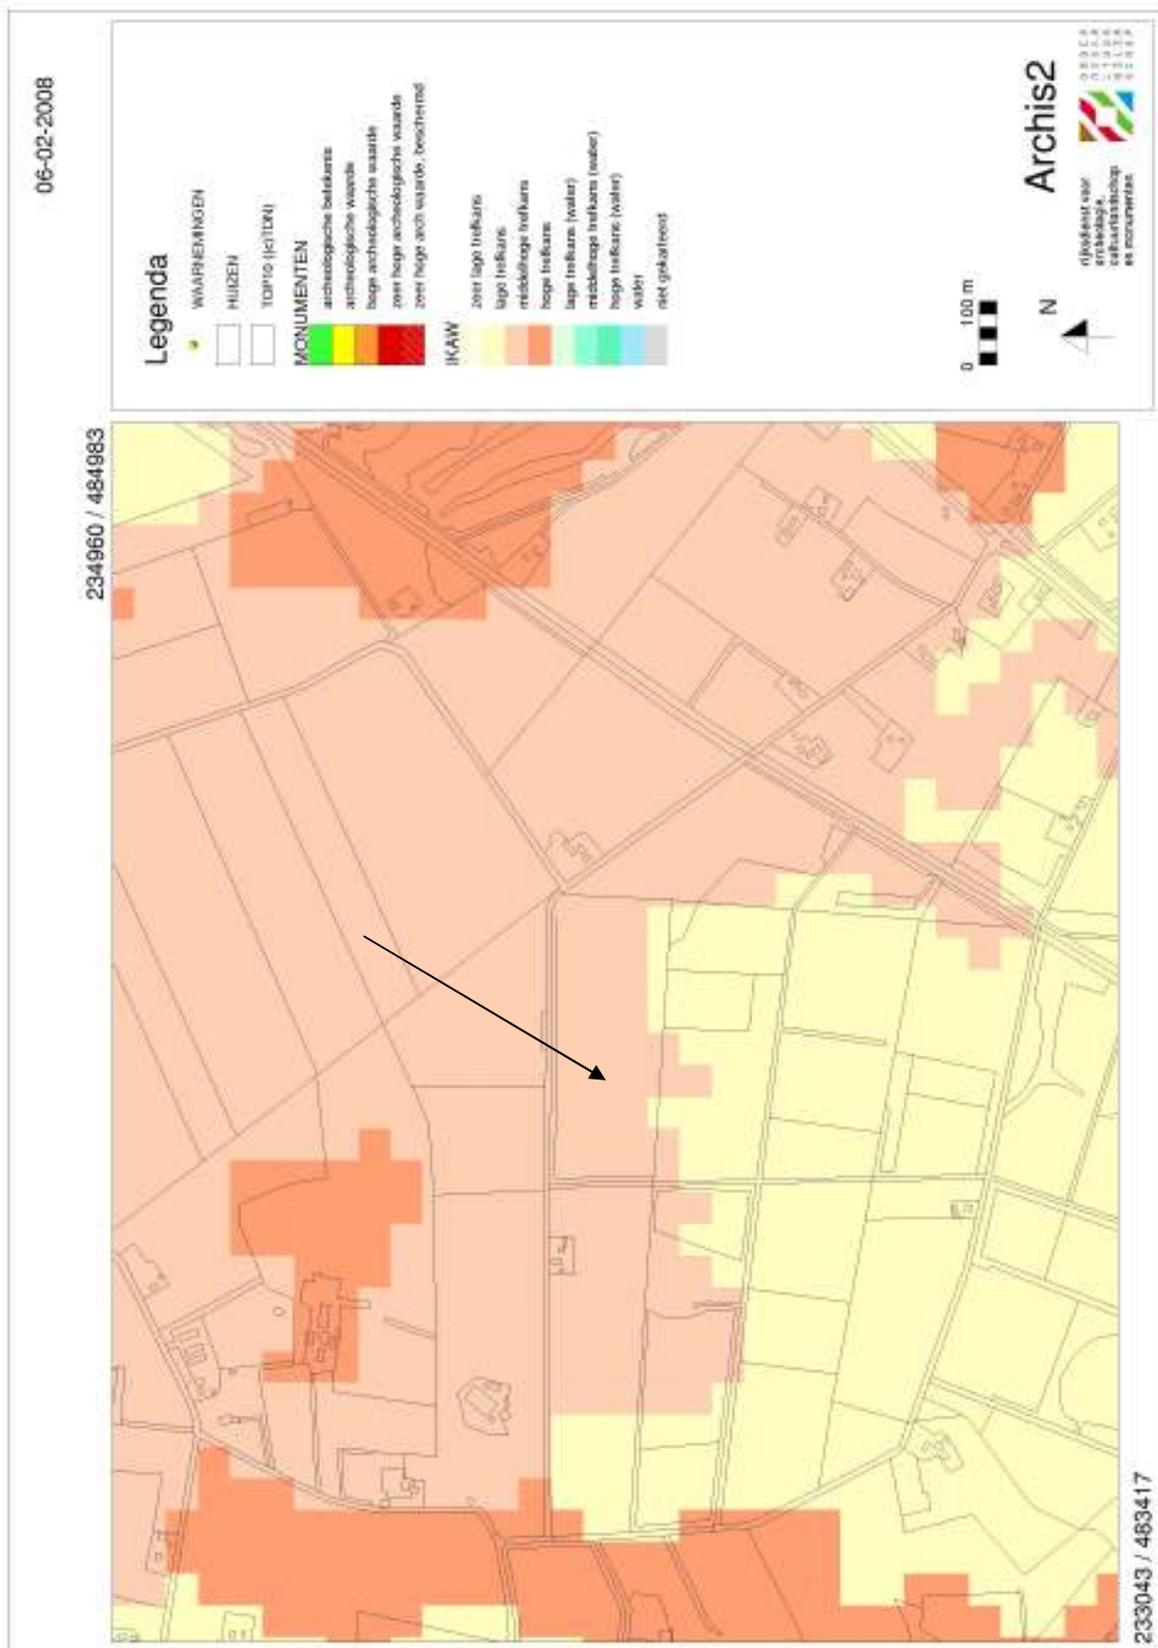 06-02-2008
Legenda
WAARNEMINGEN
HUIZEN
TOP10 ((c)TDN)
MONUMENTEN
archeologische betekenis
archeologische waarde
hoge archeologische waarde
zeer hoge archeologische waarde
zeer hoge arch waarde, beschermd
IKAW
zeer lage trefkans
lage trefkans
middelhoge trefkans
hoge trefkans
lage trefkans (water)
middelhoge trefkans (water)
hoge trefkans (water)
water
niet gekarteerd
0 100 m
N
Archis2
rijksdienst voor
archeologie,
cultuurlandschap
en monumenten
234960 / 484983
233043 / 483417